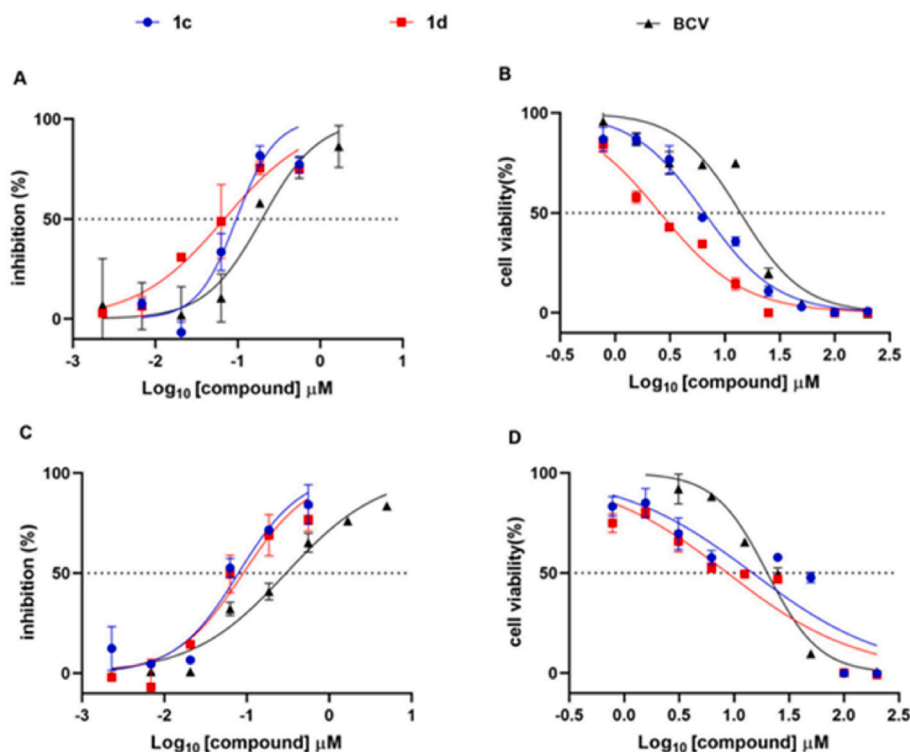 1c 1d BCV
A
100
50
0
inhibition (%)
-3 -2 -1 0 1
Log10 [compound] μM
B
100
50
0
cell viability(%)
-0.5 0.0 0.5 1.0 1.5 2.0 2.5
Log10 [compound] μM
C
100
50
0
inhibition (%)
-3 -2 -1 0 1
Log10 [compound] μM
D
100
50
0
cell viability(%)
-0.5 0.0 0.5 1.0 1.5 2.0 2.5
Log10 [compound] μM